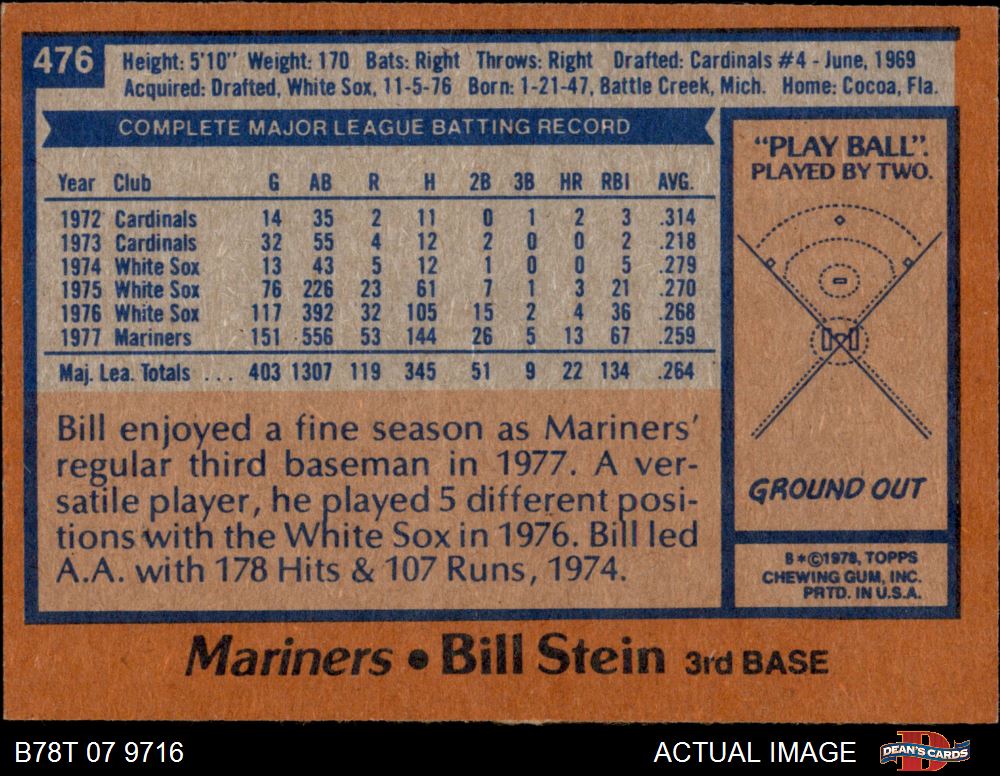 476
Height: 5'10" Weight: 170 Bats: Right Throws: Right Drafted: Cardinals #4 - June, 1969
Acquired: Drafted, White Sox, 11-5-76 Born: 1-21-47, Battle Creek, Mich. Home: Cocoa, Fla.
COMPLETE MAJOR LEAGUE BATTING RECORD
Year Club G AB R H 2B 3B HR RBI AVG.
1972 Cardinals 14 35 2 11 0 1 2 3 .314
1973 Cardinals 32 55 4 12 2 0 0 2 .218
1974 White Sox 13 43 5 12 1 0 0 5 .279
1975 White Sox 76 226 23 61 7 1 3 21 .270
1976 White Sox 117 392 32 105 15 2 4 36 .268
1977 Mariners 151 556 53 144 26 5 13 67 .259
Maj. Lea. Totals ... 403 1307 119 345 51 9 22 134 .264
Bill enjoyed a fine season as Mariners'
regular third baseman in 1977. A ver-
satile player, he played 5 different posi-
tions with the White Sox in 1976. Bill led
A.A. with 178 Hits & 107 Runs, 1974.
"PLAY BALL".
PLAYED BY TWO.
GROUND OUT
B*©1978, TOPPS
CHEWING GUM, INC.
PRTD. IN U.S.A.
Mariners • Bill Stein 3rd BASE
B78T 07 9716
ACTUAL IMAGE
D
DEAN'S CARDS